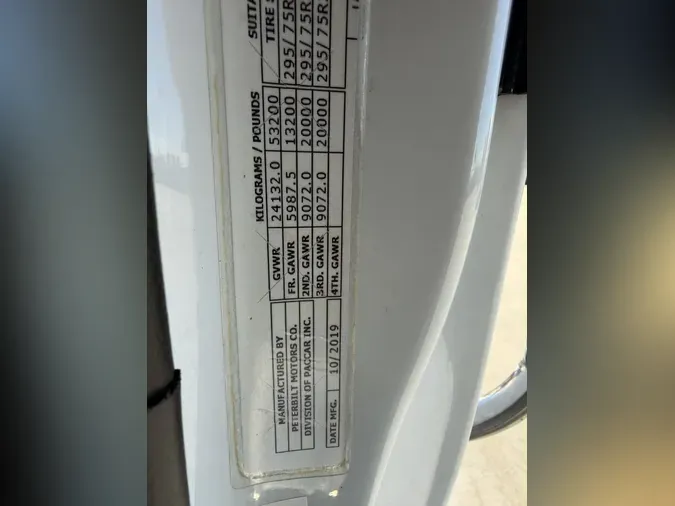 MANUFACTURED BY
PETERBILT MOTORS CO.
DIVISION OF PACCAR INC.
DATE MFG. 10/2019
KILOGRAMS / POUNDS
GVWR 24132.0 53200
FR. GAWR 5987.5 13200 295/75R
2ND. GAWR 9072.0 20000 295/75R
3RD. GAWR 9072.0 20000 295/75R
4TH. GAWR
SUITA
TIRE S